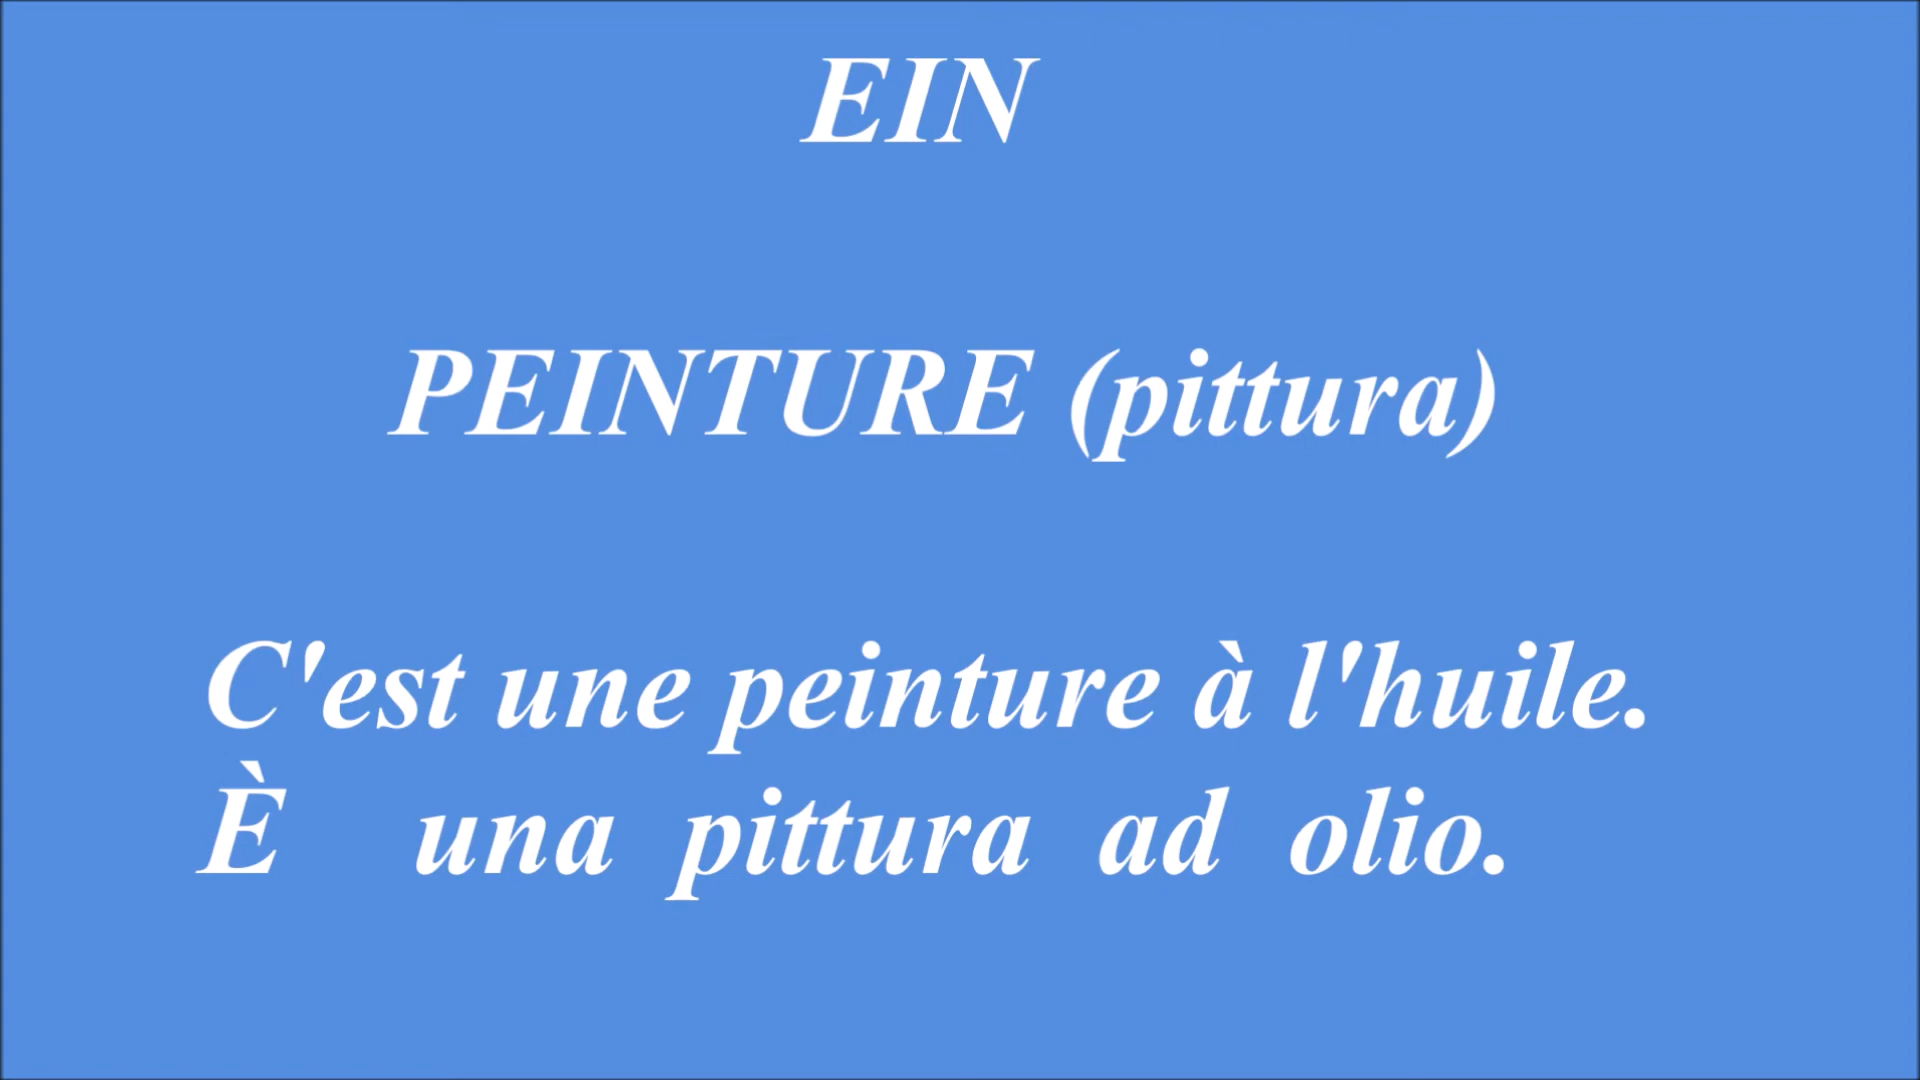 EIN
PEINTURE (pittura)
C'est une peinture à l'huile.
È una pittura ad olio.